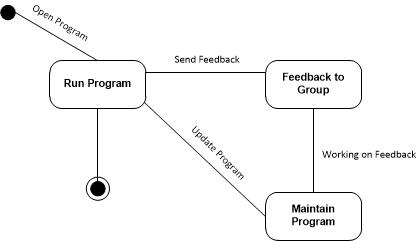 Open Program
Send Feedback
Run Program
Feedback to
Group
Update Program
Working on Feedback
Maintain
Program